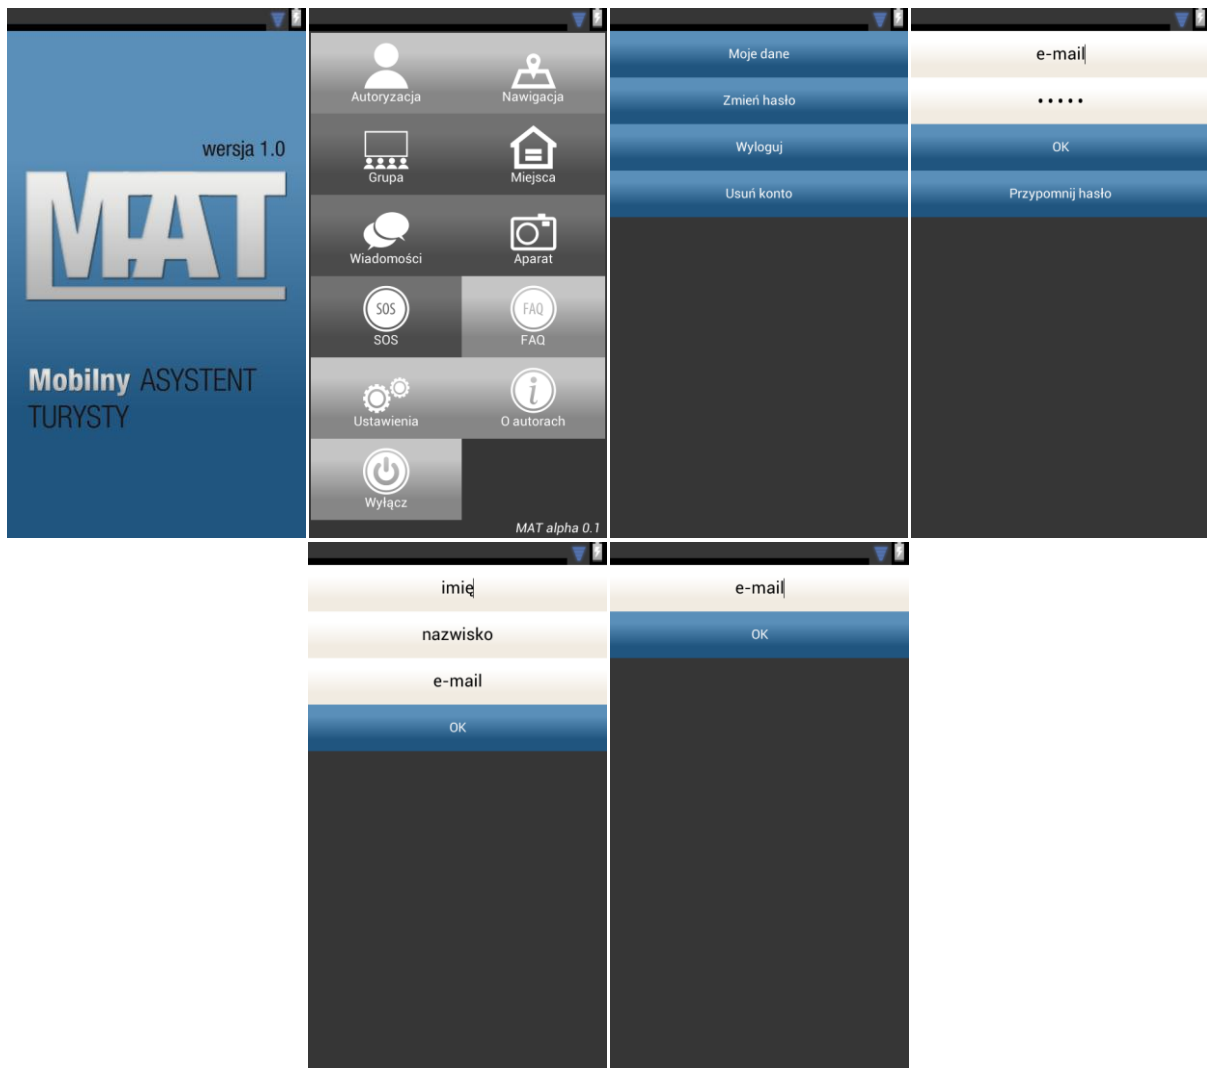 wersja 1.0
MAT
Mobilny ASYSTENT
TURYSTY
Autoryzacja
Nawigacja
Grupa
Miejsca
Wiadomości
Aparat
SOS
SOS
FAQ
FAQ
Ustawienia
i
O autorach
Wyłącz
MAT alpha 0.1
Moje dane
Zmień hasło
Wyloguj
Usuń konto
e-mail
•••••
OK
Przypomnij hasło
imię
nazwisko
e-mail
OK
e-mail
OK